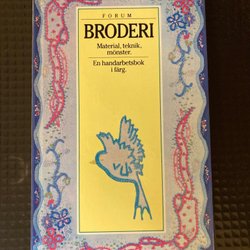 FORUM
BRODERI
Material, teknik,
mönster.
En handarbetsbok
i färg.